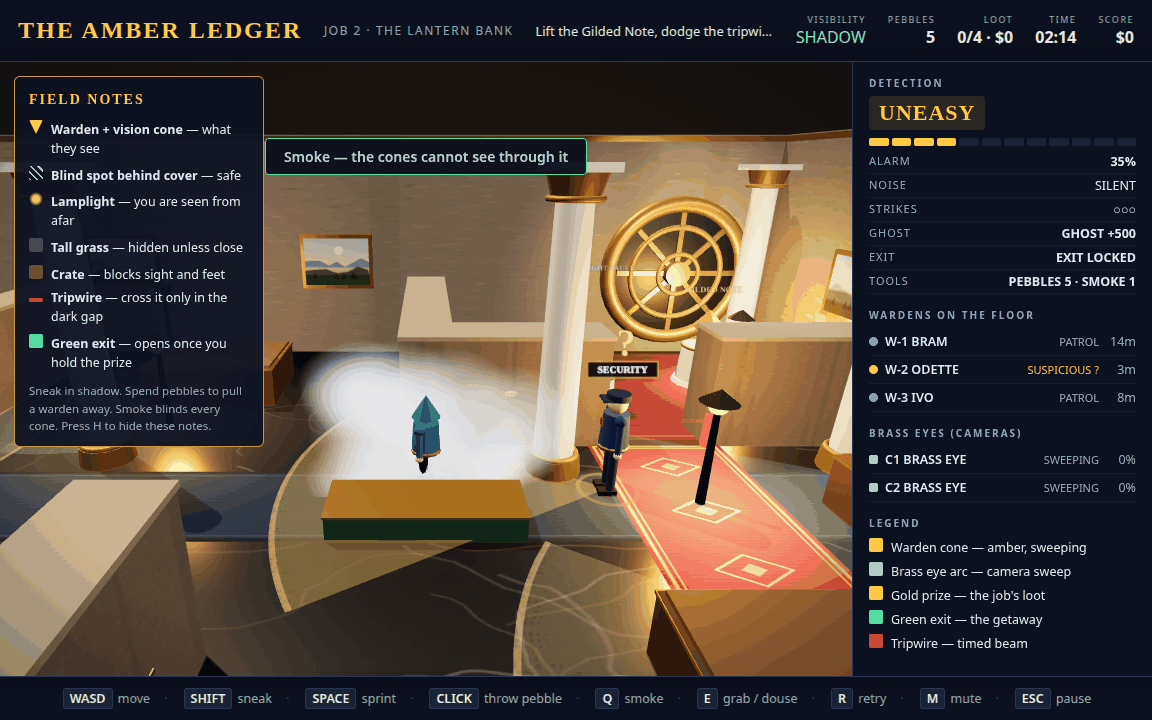 THE AMBER LEDGER
JOB 2 · THE LANTERN BANK
Lift the Gilded Note, dodge the tripwi...
VISIBILITY
SHADOW
PEBBLES
5
LOOT
0/4 · $0
TIME
02:14
SCORE
$0
FIELD NOTES
Warden + vision cone — what
they see
Blind spot behind cover — safe
Lamplight — you are seen from
afar
Tall grass — hidden unless close
Crate — blocks sight and feet
Tripwire — cross it only in the
dark gap
Green exit — opens once you
hold the prize
Sneak in shadow. Spend pebbles to pull
a warden away. Smoke blinds every
cone. Press H to hide these notes.
Smoke — the cones cannot see through it
?
SECURITY
DETECTION
UNEASY
ALARM 35%
NOISE SILENT
STRIKES ○○○
GHOST GHOST +500
EXIT EXIT LOCKED
TOOLS PEBBLES 5 · SMOKE 1
WARDENS ON THE FLOOR
W-1 BRAM PATROL 14m
W-2 ODETTE SUSPICIOUS ? 3m
W-3 IVO PATROL 8m
BRASS EYES (CAMERAS)
C1 BRASS EYE SWEEPING 0%
C2 BRASS EYE SWEEPING 0%
LEGEND
Warden cone — amber, sweeping
Brass eye arc — camera sweep
Gold prize — the job's loot
Green exit — the getaway
Tripwire — timed beam
WASD move · SHIFT sneak · SPACE sprint · CLICK throw pebble · Q smoke · E grab / douse · R retry · M mute · ESC pause